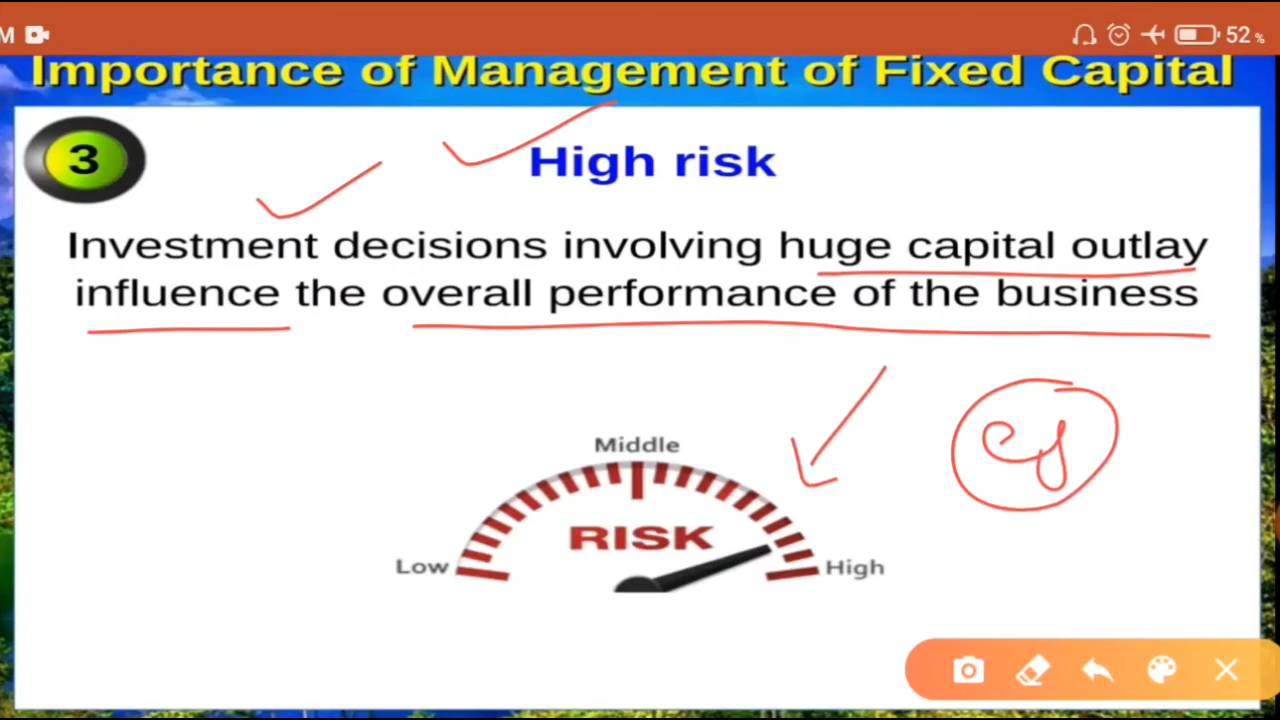 M
52%
Importance of Management of Fixed Capital
3
High risk
Investment decisions involving huge capital outlay
influence the overall performance of the business
Middle
RISK
Low
High
eg